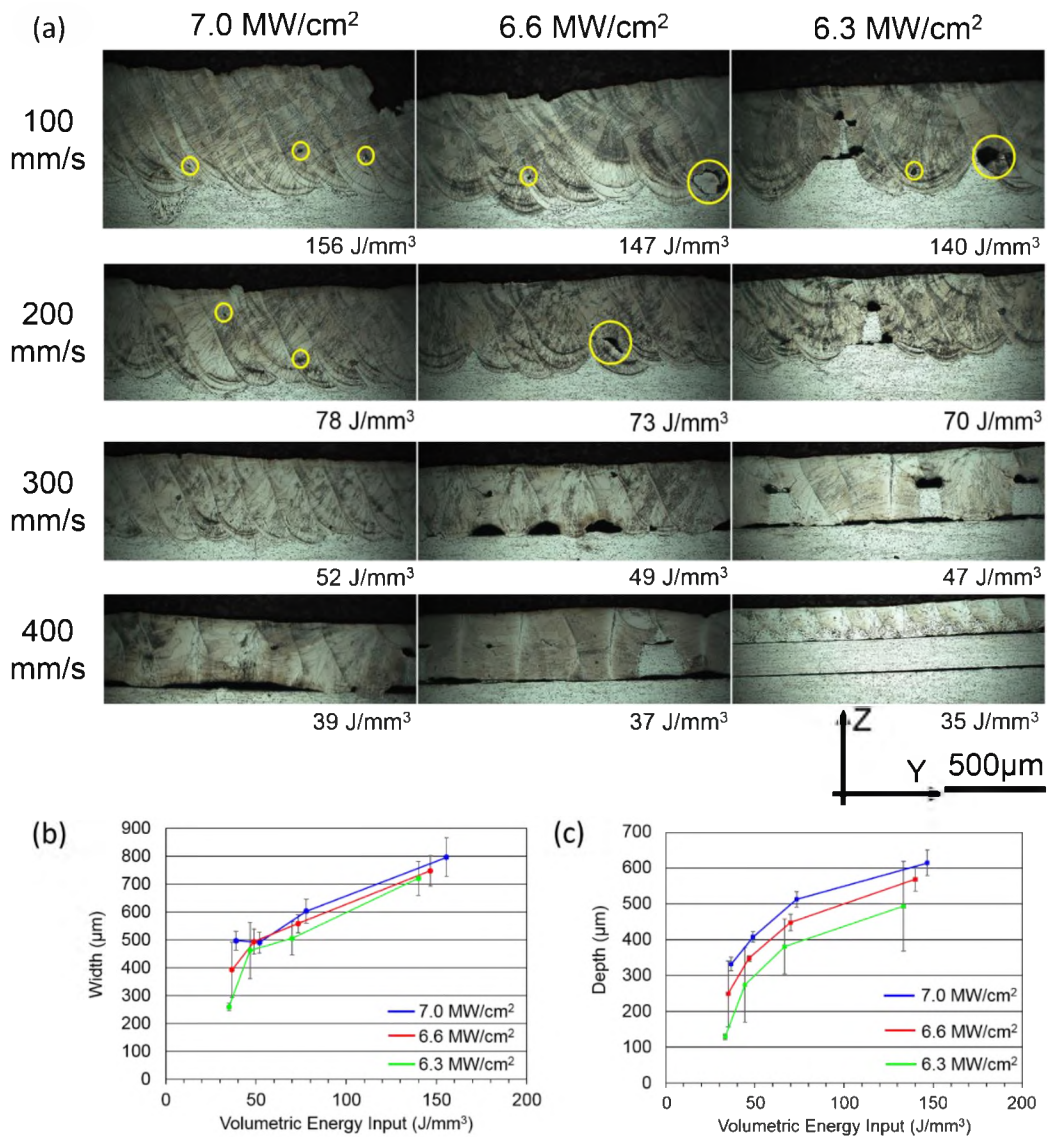 (a)
7.0 MW/cm²
6.6 MW/cm²
6.3 MW/cm²
100
mm/s
156 J/mm³
147 J/mm³
140 J/mm³
200
mm/s
78 J/mm³
73 J/mm³
70 J/mm³
300
mm/s
52 J/mm³
49 J/mm³
47 J/mm³
400
mm/s
39 J/mm³
37 J/mm³
35 J/mm³
Z
Y
500µm
(b)
900
800
700
600
500
400
300
200
100
0
Width (µm)
7.0 MW/cm²
6.6 MW/cm²
6.3 MW/cm²
0
50
100
150
200
Volumetric Energy Input (J/mm³)
(c)
700
600
500
400
300
200
100
0
Depth (µm)
7.0 MW/cm²
6.6 MW/cm²
6.3 MW/cm²
0
50
100
150
200
Volumetric Energy Input (J/mm³)